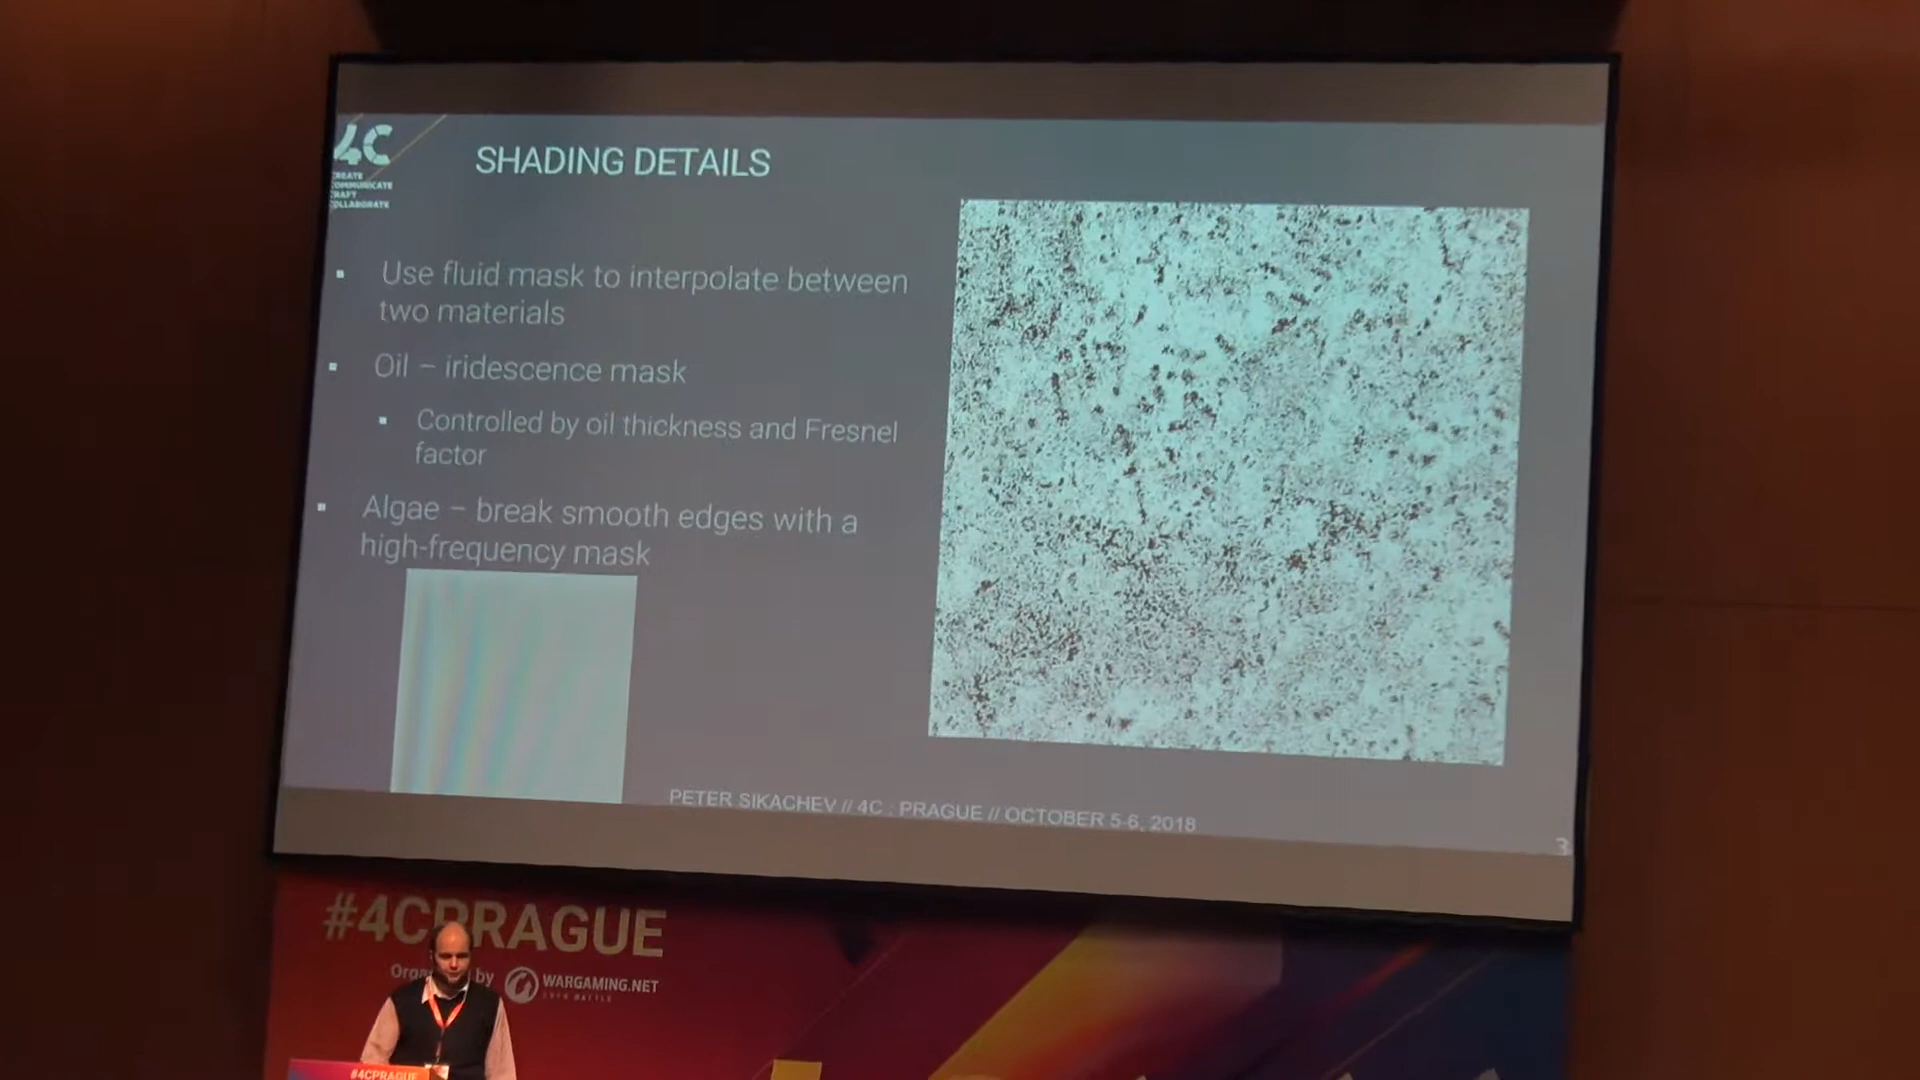 4C
CREATE
COMMUNICATE
CRAFT
COLLABORATE
SHADING DETAILS
Use fluid mask to interpolate between
two materials
Oil – iridescence mask
Controlled by oil thickness and Fresnel
factor
Algae – break smooth edges with a
high-frequency mask
PETER SIKACHEV // 4C : PRAGUE // OCTOBER 5-6, 2018
3
#4CPRAGUE
by
WARGAMING.NET
#4CPRAGUE